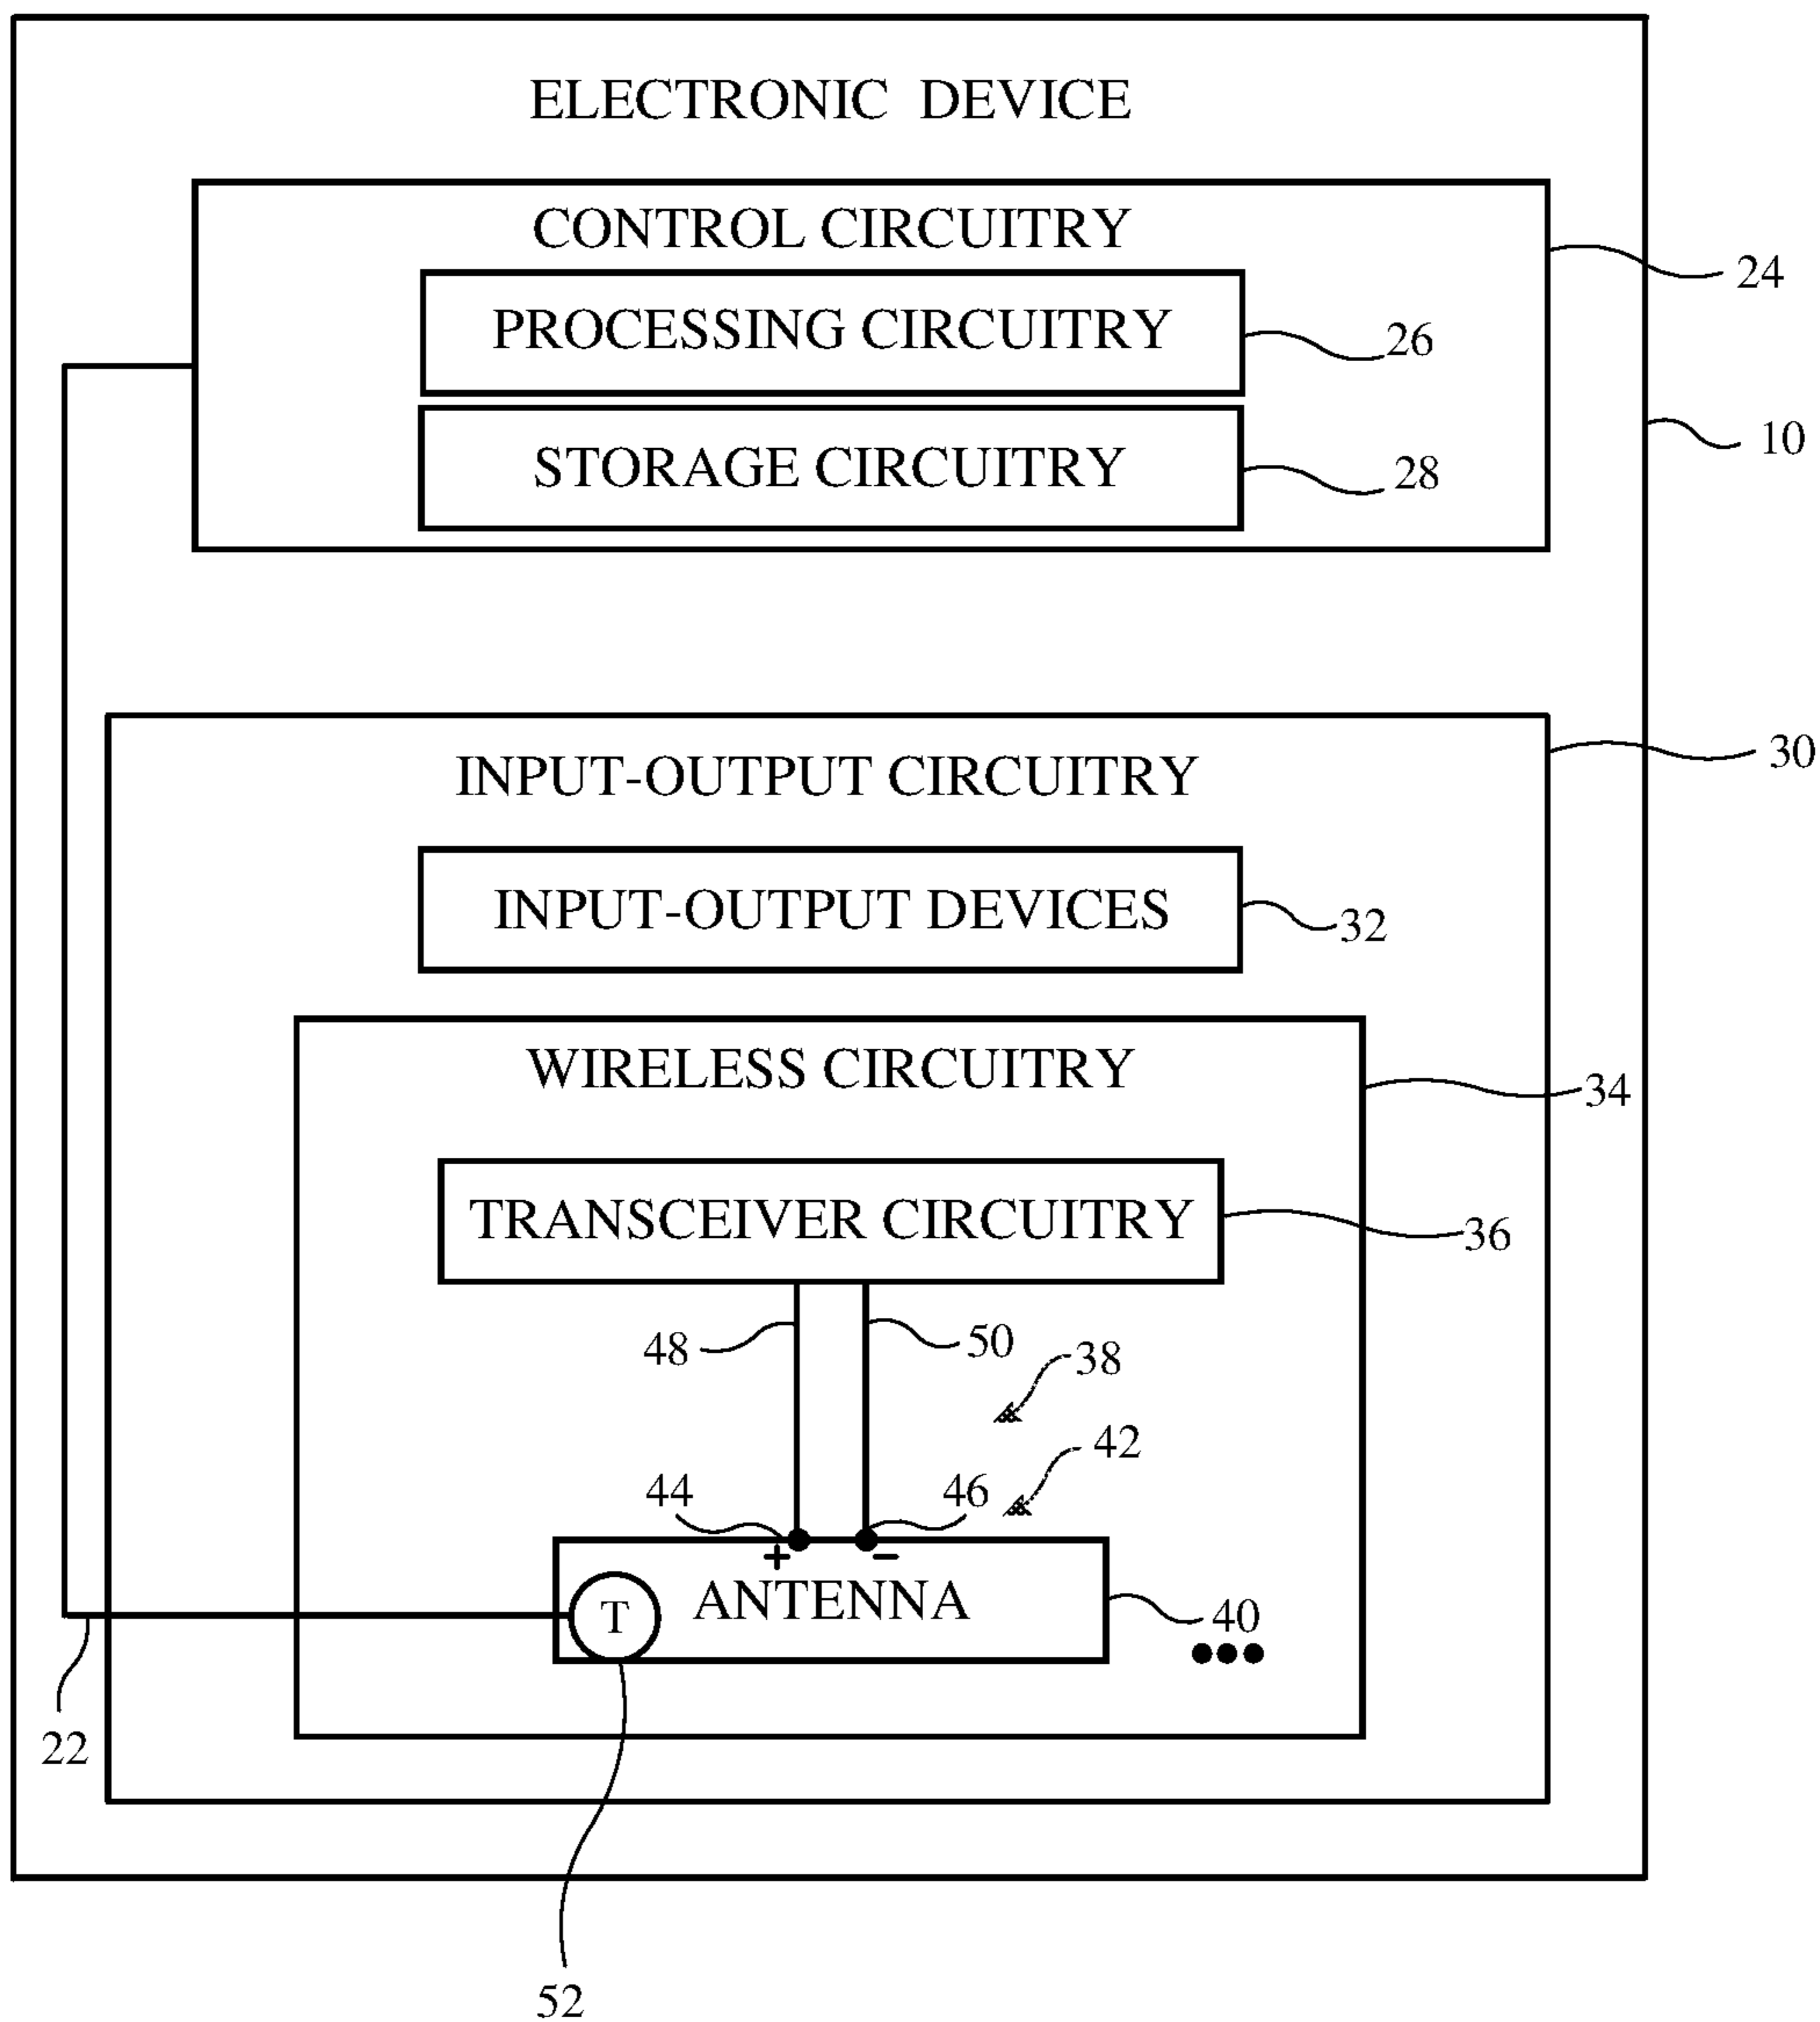 ELECTRONIC DEVICE
CONTROL CIRCUITRY
24
PROCESSING CIRCUITRY
26
10
STORAGE CIRCUITRY
28
INPUT-OUTPUT CIRCUITRY
30
INPUT-OUTPUT DEVICES
32
WIRELESS CIRCUITRY
34
TRANSCEIVER CIRCUITRY
36
48
50
38
42
44
46
+
-
T
ANTENNA
40
22
52